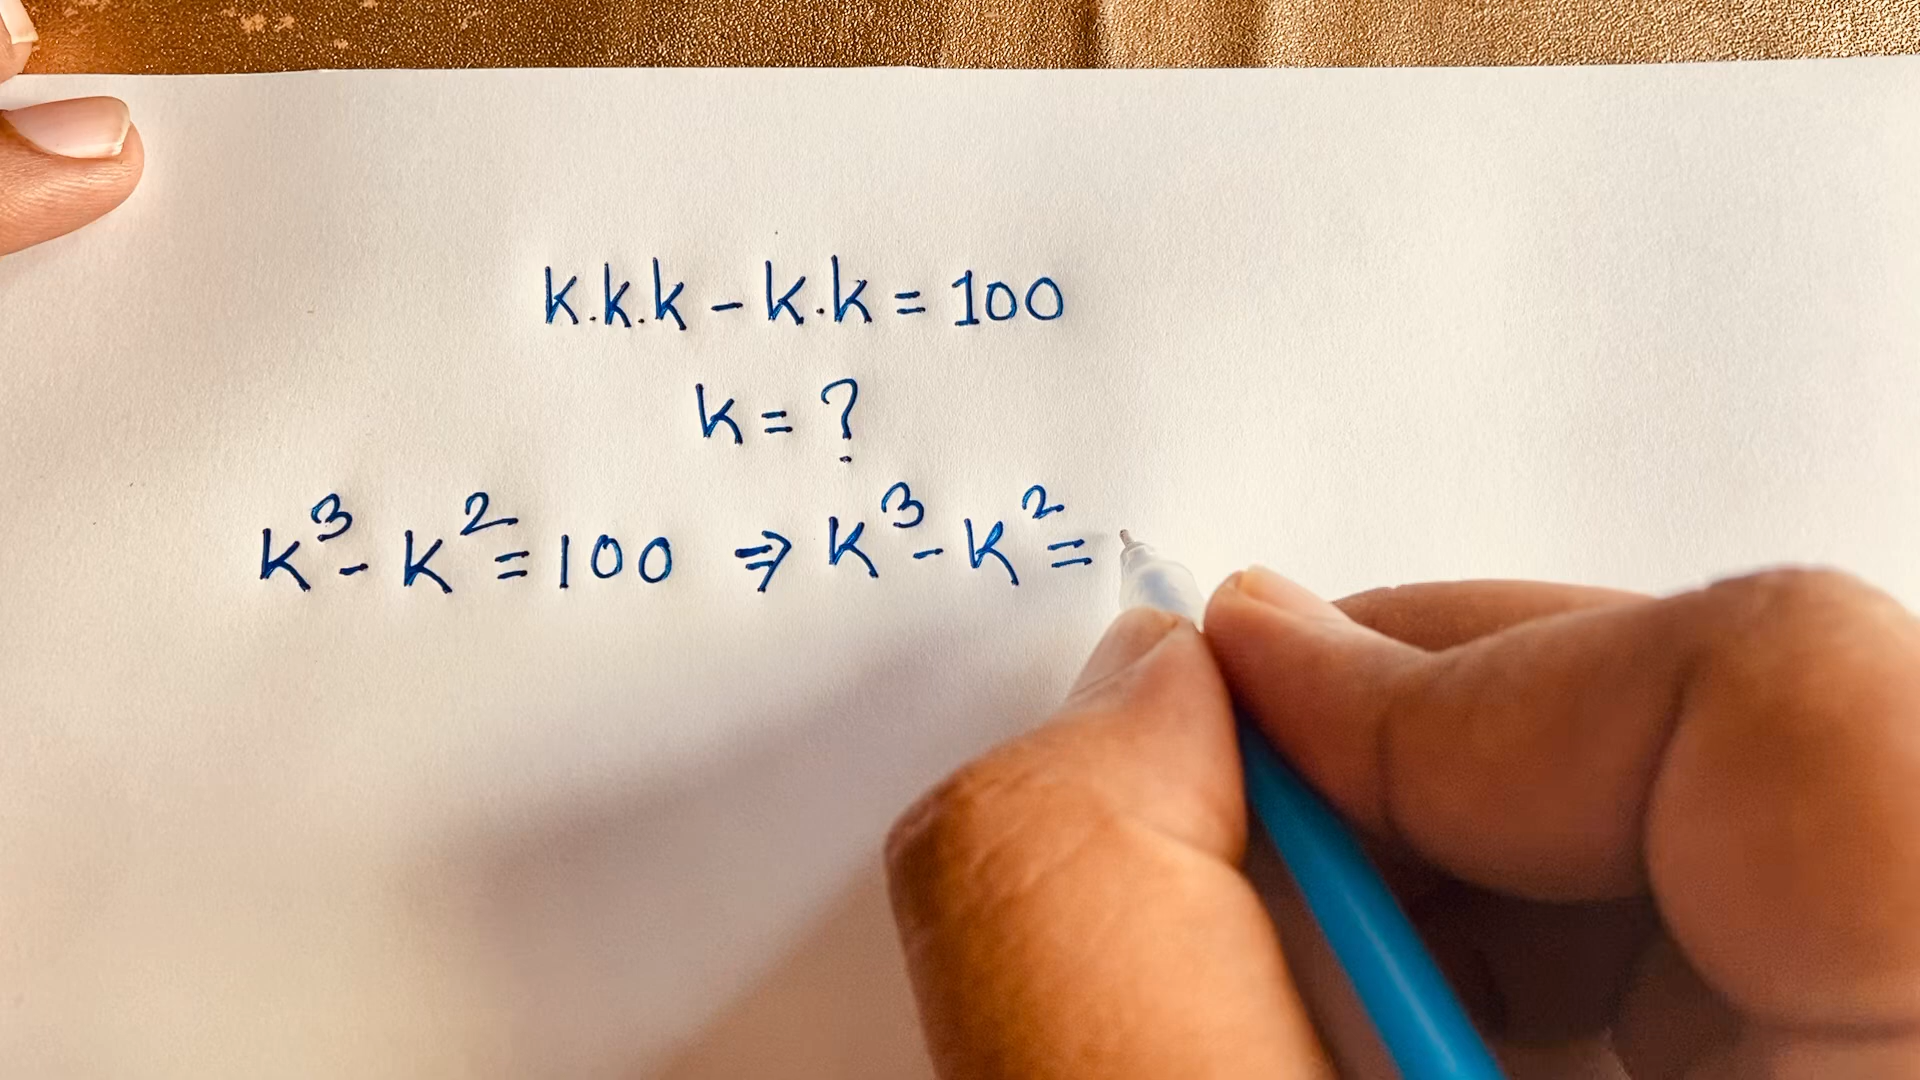 K.K.K - K.K = 100
K = ?
K³ - K² = 100 ⇒ K³ - K² =